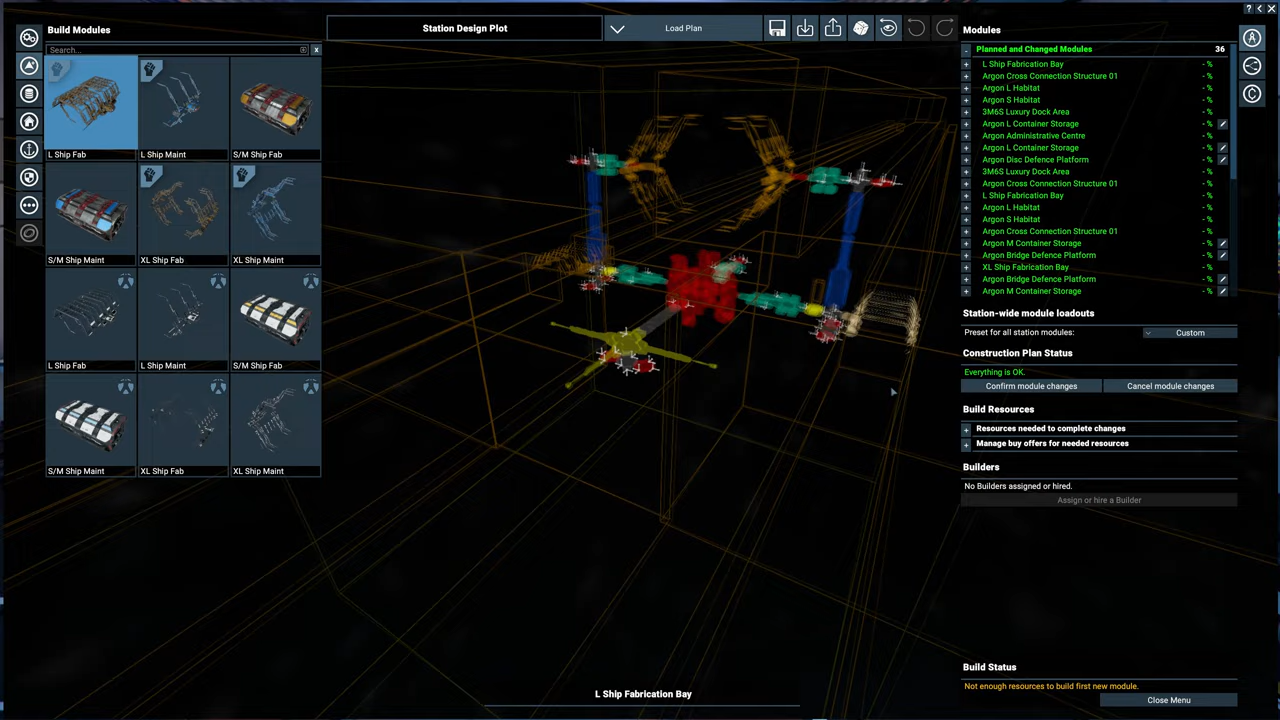 Build Modules
Search...
x
L Ship Fab
L Ship Maint
S/M Ship Fab
S/M Ship Maint
XL Ship Fab
XL Ship Maint
L Ship Fab
L Ship Maint
S/M Ship Fab
S/M Ship Maint
XL Ship Fab
XL Ship Maint
Station Design Plot
Load Plan
L Ship Fabrication Bay
? < X
Modules
- Planned and Changed Modules 36
+ L Ship Fabrication Bay - %
+ Argon Cross Connection Structure 01 - %
+ Argon L Habitat - %
+ Argon S Habitat - %
+ 3M6S Luxury Dock Area - %
+ Argon L Container Storage - %
+ Argon Administrative Centre - %
+ Argon L Container Storage - %
+ Argon Disc Defence Platform - %
+ 3M6S Luxury Dock Area - %
+ Argon Cross Connection Structure 01 - %
+ L Ship Fabrication Bay - %
+ Argon L Habitat - %
+ Argon S Habitat - %
+ Argon Cross Connection Structure 01 - %
+ Argon M Container Storage - %
+ Argon Bridge Defence Platform - %
+ XL Ship Fabrication Bay - %
+ Argon Bridge Defence Platform - %
+ Argon M Container Storage - %
Station-wide module loadouts
Preset for all station modules: Custom
Construction Plan Status
Everything is OK.
Confirm module changes Cancel module changes
Build Resources
+ Resources needed to complete changes
+ Manage buy offers for needed resources
Builders
No Builders assigned or hired.
Assign or hire a Builder
Build Status
Not enough resources to build first new module.
Close Menu